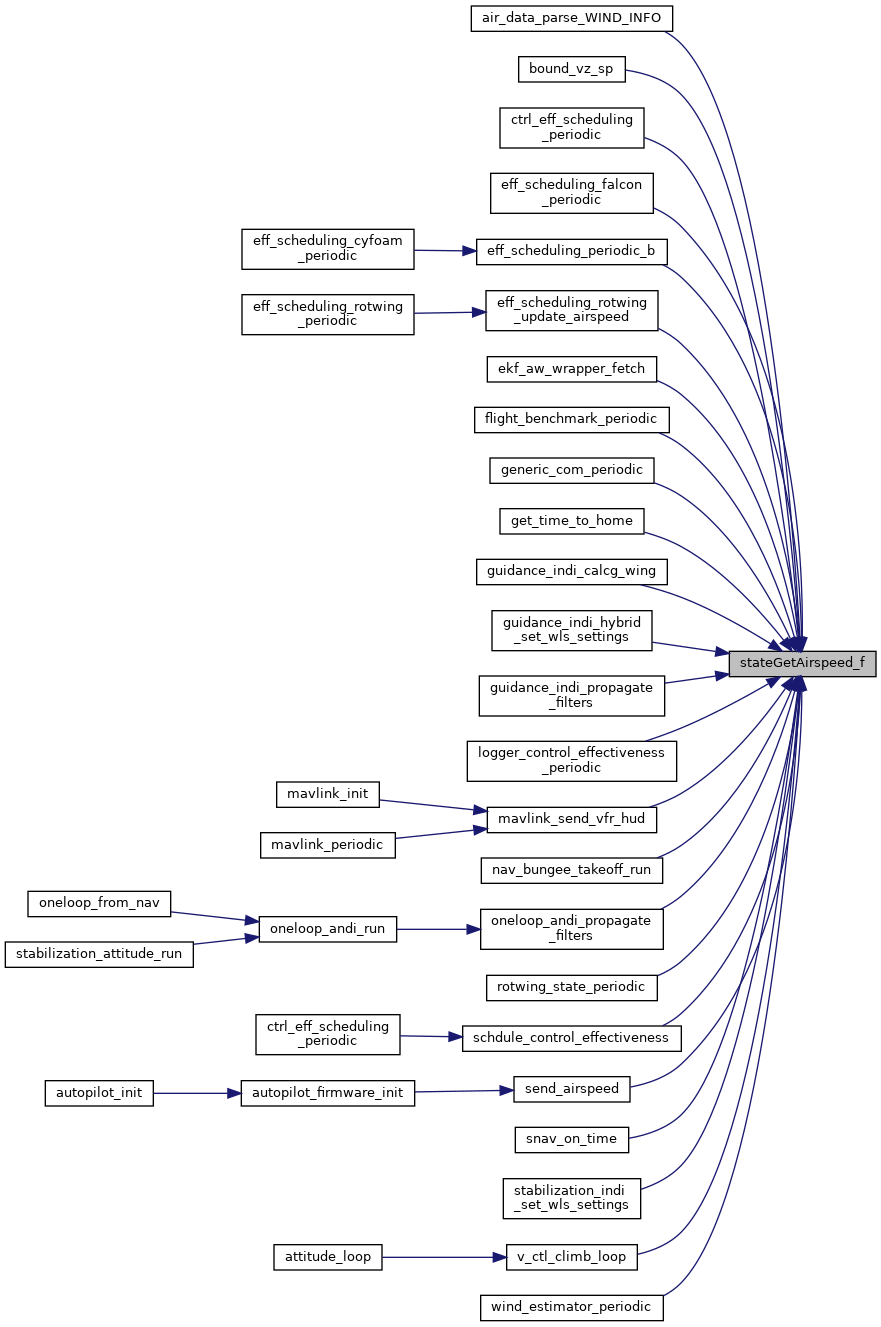 air_data_parse_WIND_INFO
bound_vz_sp
ctrl_eff_scheduling
_periodic
eff_scheduling_falcon
_periodic
eff_scheduling_cyfoam
_periodic
eff_scheduling_periodic_b
eff_scheduling_rotwing
_periodic
eff_scheduling_rotwing
_update_airspeed
ekf_aw_wrapper_fetch
flight_benchmark_periodic
generic_com_periodic
get_time_to_home
guidance_indi_calcg_wing
guidance_indi_hybrid
_set_wls_settings
stateGetAirspeed_f
guidance_indi_propagate
_filters
logger_control_effectiveness
_periodic
mavlink_init
mavlink_send_vfr_hud
mavlink_periodic
nav_bungee_takeoff_run
oneloop_from_nav
stabilization_attitude_run
oneloop_andi_run
oneloop_andi_propagate
_filters
rotwing_state_periodic
ctrl_eff_scheduling
_periodic
schdule_control_effectiveness
autopilot_init
autopilot_firmware_init
send_airspeed
snav_on_time
stabilization_indi
_set_wls_settings
attitude_loop
v_ctl_climb_loop
wind_estimator_periodic